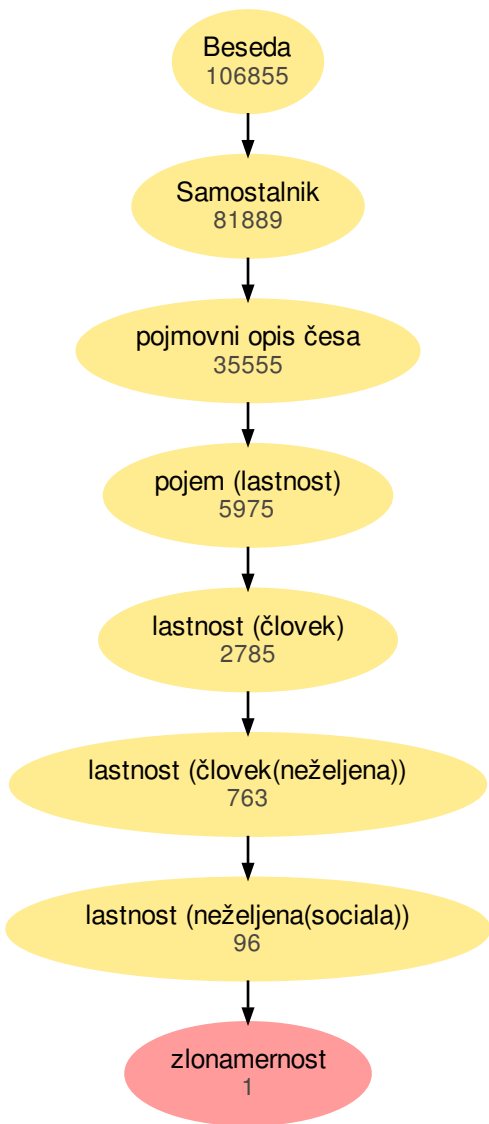 Beseda
106855
Samostalnik
81889
pojmovni opis česa
35555
pojem (lastnost)
5975
lastnost (človek)
2785
lastnost (človek(neželjena))
763
lastnost (neželjena(sociala))
96
zlonamernost
1